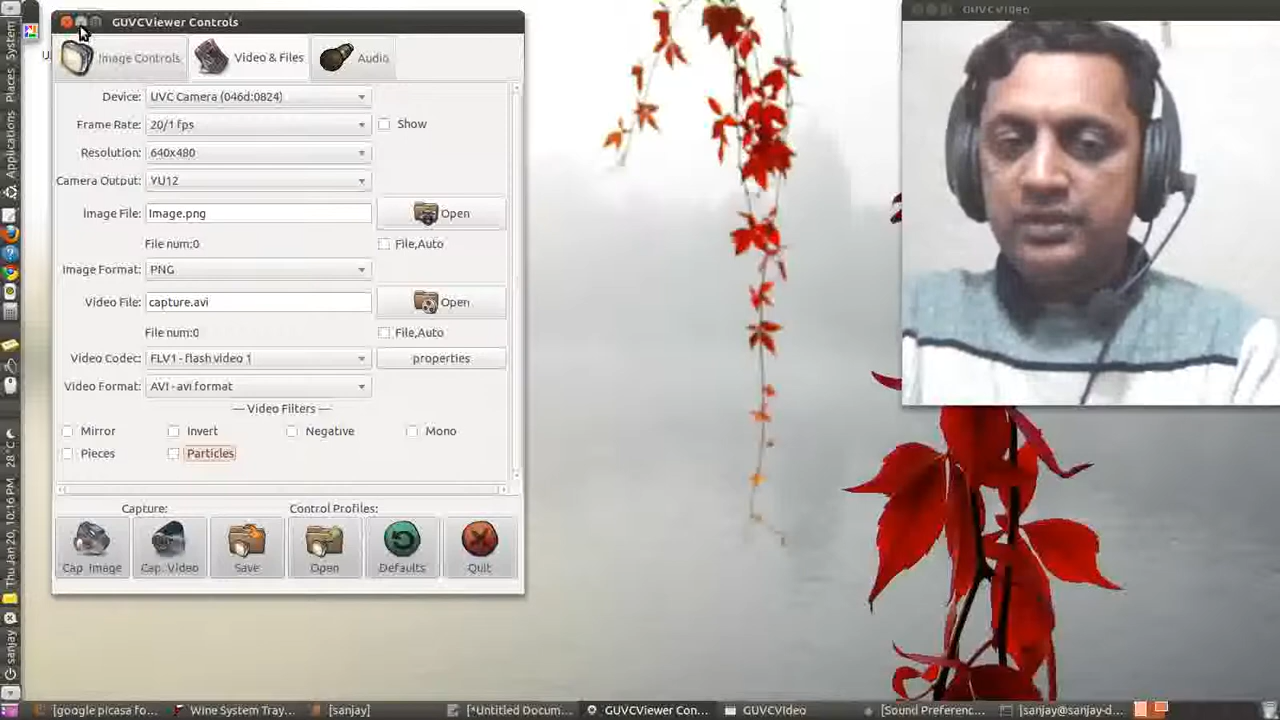 GUVCViewer Controls
GUVCVideo
Image Controls
Video & Files
Audio
Device:
UVC Camera (046d:0824)
Frame Rate:
20/1 fps
Show
Resolution:
640x480
Camera Output:
YU12
Image File:
Image.png
Open
File num:0
File,Auto
Image Format:
PNG
Video File:
capture.avi
Open
File num:0
File,Auto
Video Codec:
FLV1 - flash video 1
properties
Video Format:
AVI - avi format
— Video Filters —
Mirror
Invert
Negative
Mono
Pieces
Particles
Capture:
Control Profiles:
Cap. Image
Cap. Video
Save
Open
Defaults
Quit
Applications Places System
28 °C
Thu Jan 20, 10:16 PM
sanjay
[google picasa fo...
Wine System Tray...
[sanjay]
[*Untitled Docum...
GUVCViewer Con...
GUVCVideo
[Sound Preferenc...
[sanjay@sanjay-d...